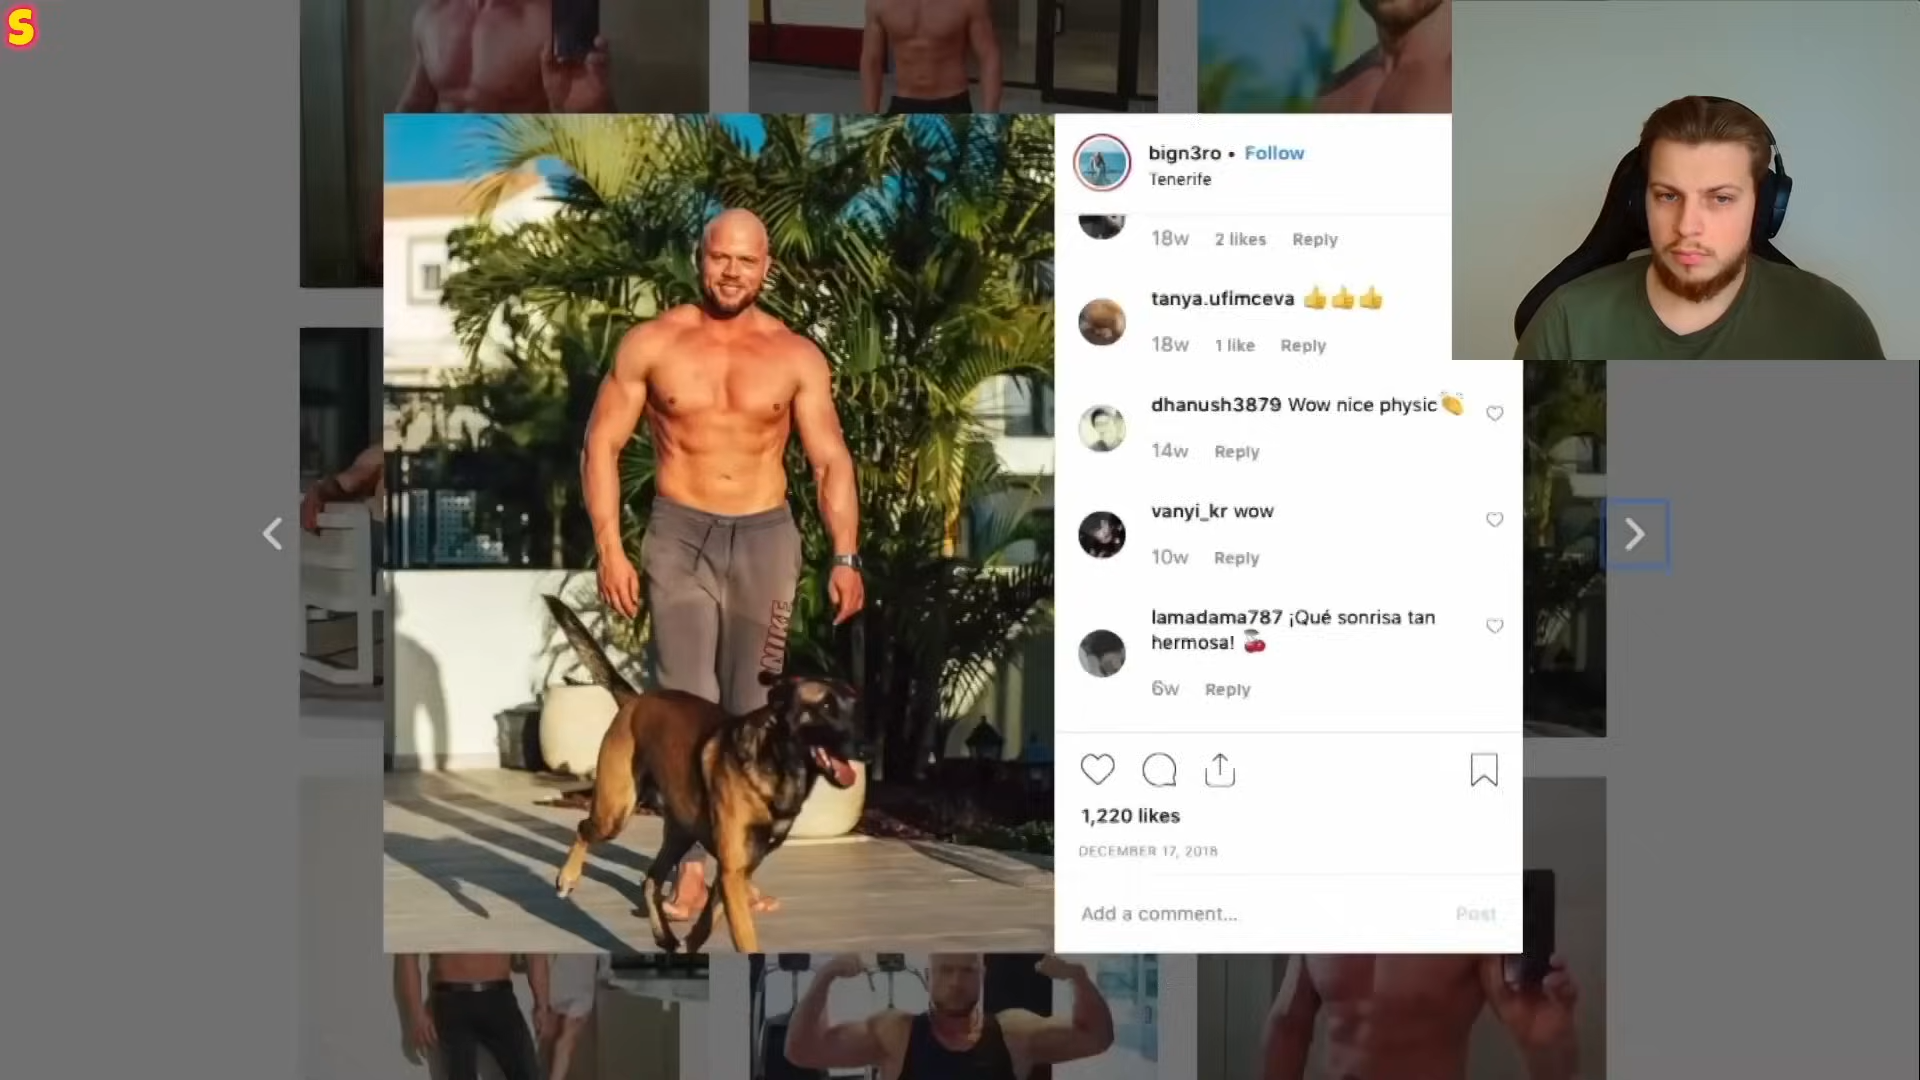 S
bign3ro • Follow
Tenerife
18w 2 likes Reply
tanya.ufimceva 👍👍👍
18w 1 like Reply
dhanush3879 Wow nice physic👏
14w Reply
vanyi_kr wow
10w Reply
lamadama787 ¡Qué sonrisa tan
hermosa! 🍒
6w Reply
NIKE
1,220 likes
DECEMBER 17, 2018
Add a comment...
Post